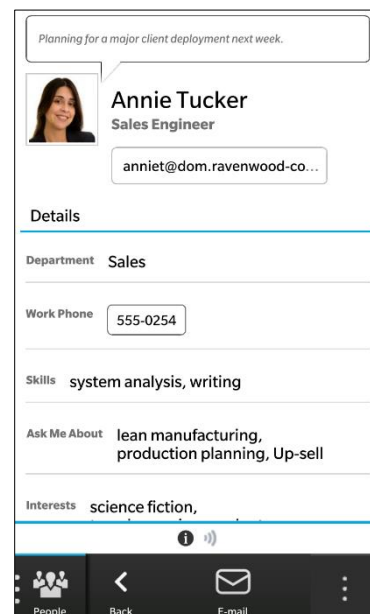 Planning for a major client deployment next week.
Annie Tucker
Sales Engineer
anniet@dom.ravenwood-co...
Details
Department Sales
Work Phone 555-0254
Skills system analysis, writing
Ask Me About lean manufacturing,
production planning, Up-sell
Interests science fiction,
People Back E-mail